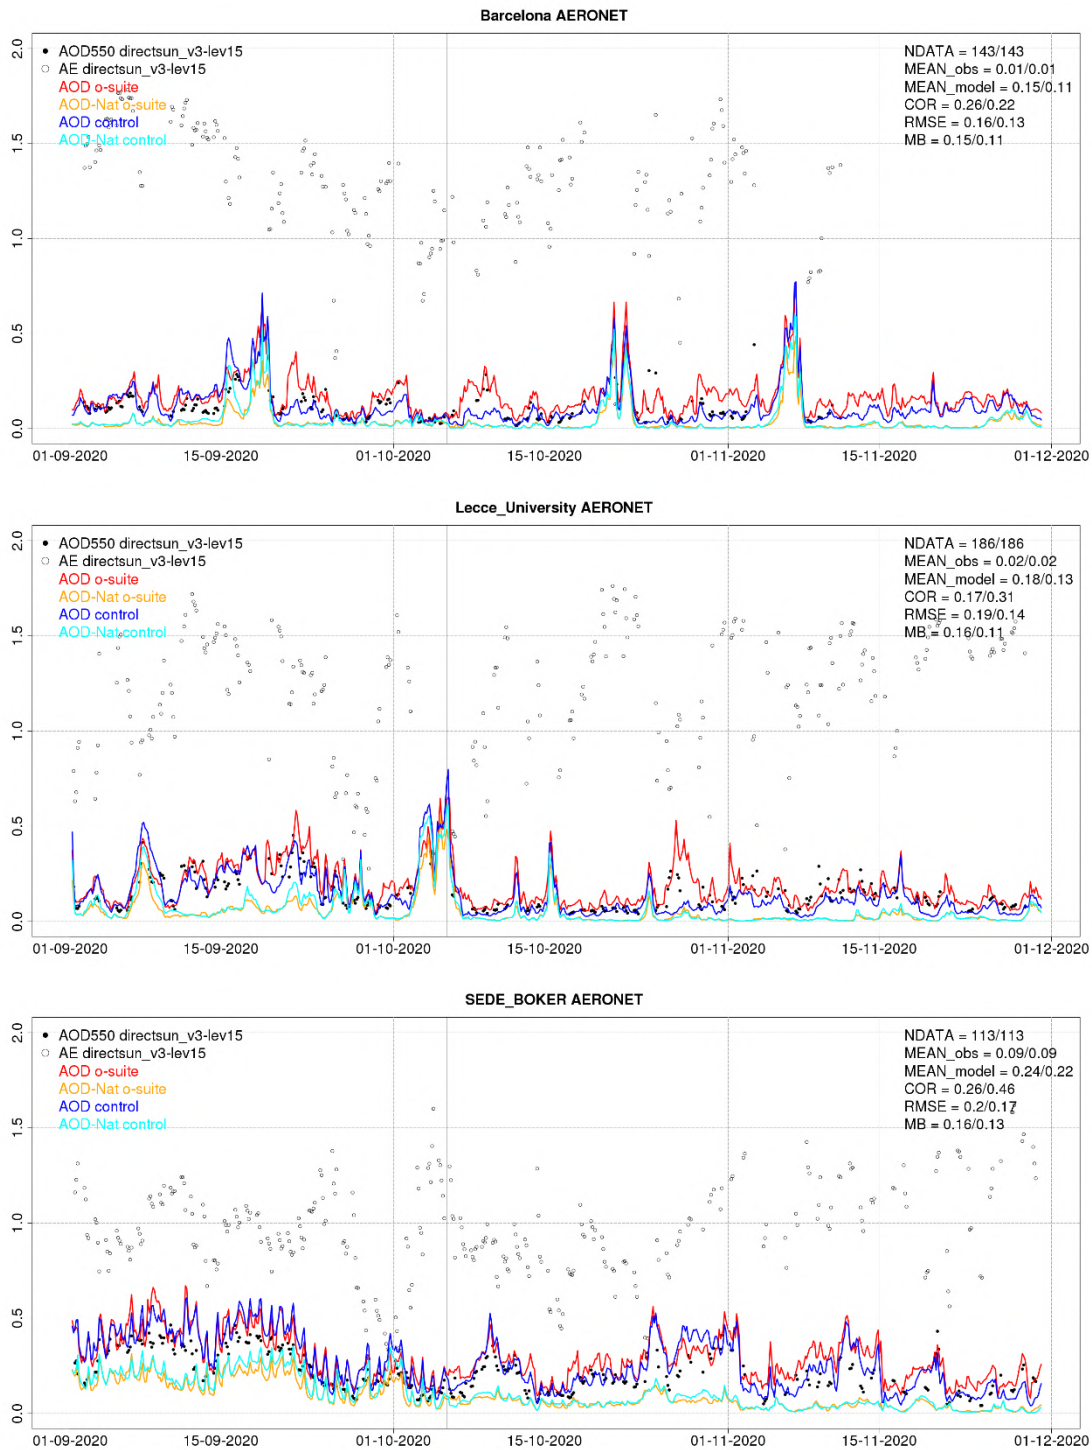 Barcelona AERONET
2.0
1.5
1.0
0.5
0.0
AOD550 directsun_v3-lev15
AE directsun_v3-lev15
AOD o-suite
AOD-Nat o-suite
AOD control
AOD-Nat control
NDATA = 143/143
MEAN_obs = 0.01/0.01
MEAN_model = 0.15/0.11
COR = 0.26/0.22
RMSE = 0.16/0.13
MB = 0.15/0.11
01-09-2020 15-09-2020 01-10-2020 15-10-2020 01-11-2020 15-11-2020 01-12-2020
Lecce_University AERONET
2.0
1.5
1.0
0.5
0.0
AOD550 directsun_v3-lev15
AE directsun_v3-lev15
AOD o-suite
AOD-Nat o-suite
AOD control
AOD-Nat control
NDATA = 186/186
MEAN_obs = 0.02/0.02
MEAN_model = 0.18/0.13
COR = 0.17/0.31
RMSE = 0.19/0.14
MB = 0.16/0.11
01-09-2020 15-09-2020 01-10-2020 15-10-2020 01-11-2020 15-11-2020 01-12-2020
SEDE_BOKER AERONET
2.0
1.5
1.0
0.5
0.0
AOD550 directsun_v3-lev15
AE directsun_v3-lev15
AOD o-suite
AOD-Nat o-suite
AOD control
AOD-Nat control
NDATA = 113/113
MEAN_obs = 0.09/0.09
MEAN_model = 0.24/0.22
COR = 0.26/0.46
RMSE = 0.2/0.17
MB = 0.16/0.13
01-09-2020 15-09-2020 01-10-2020 15-10-2020 01-11-2020 15-11-2020 01-12-2020